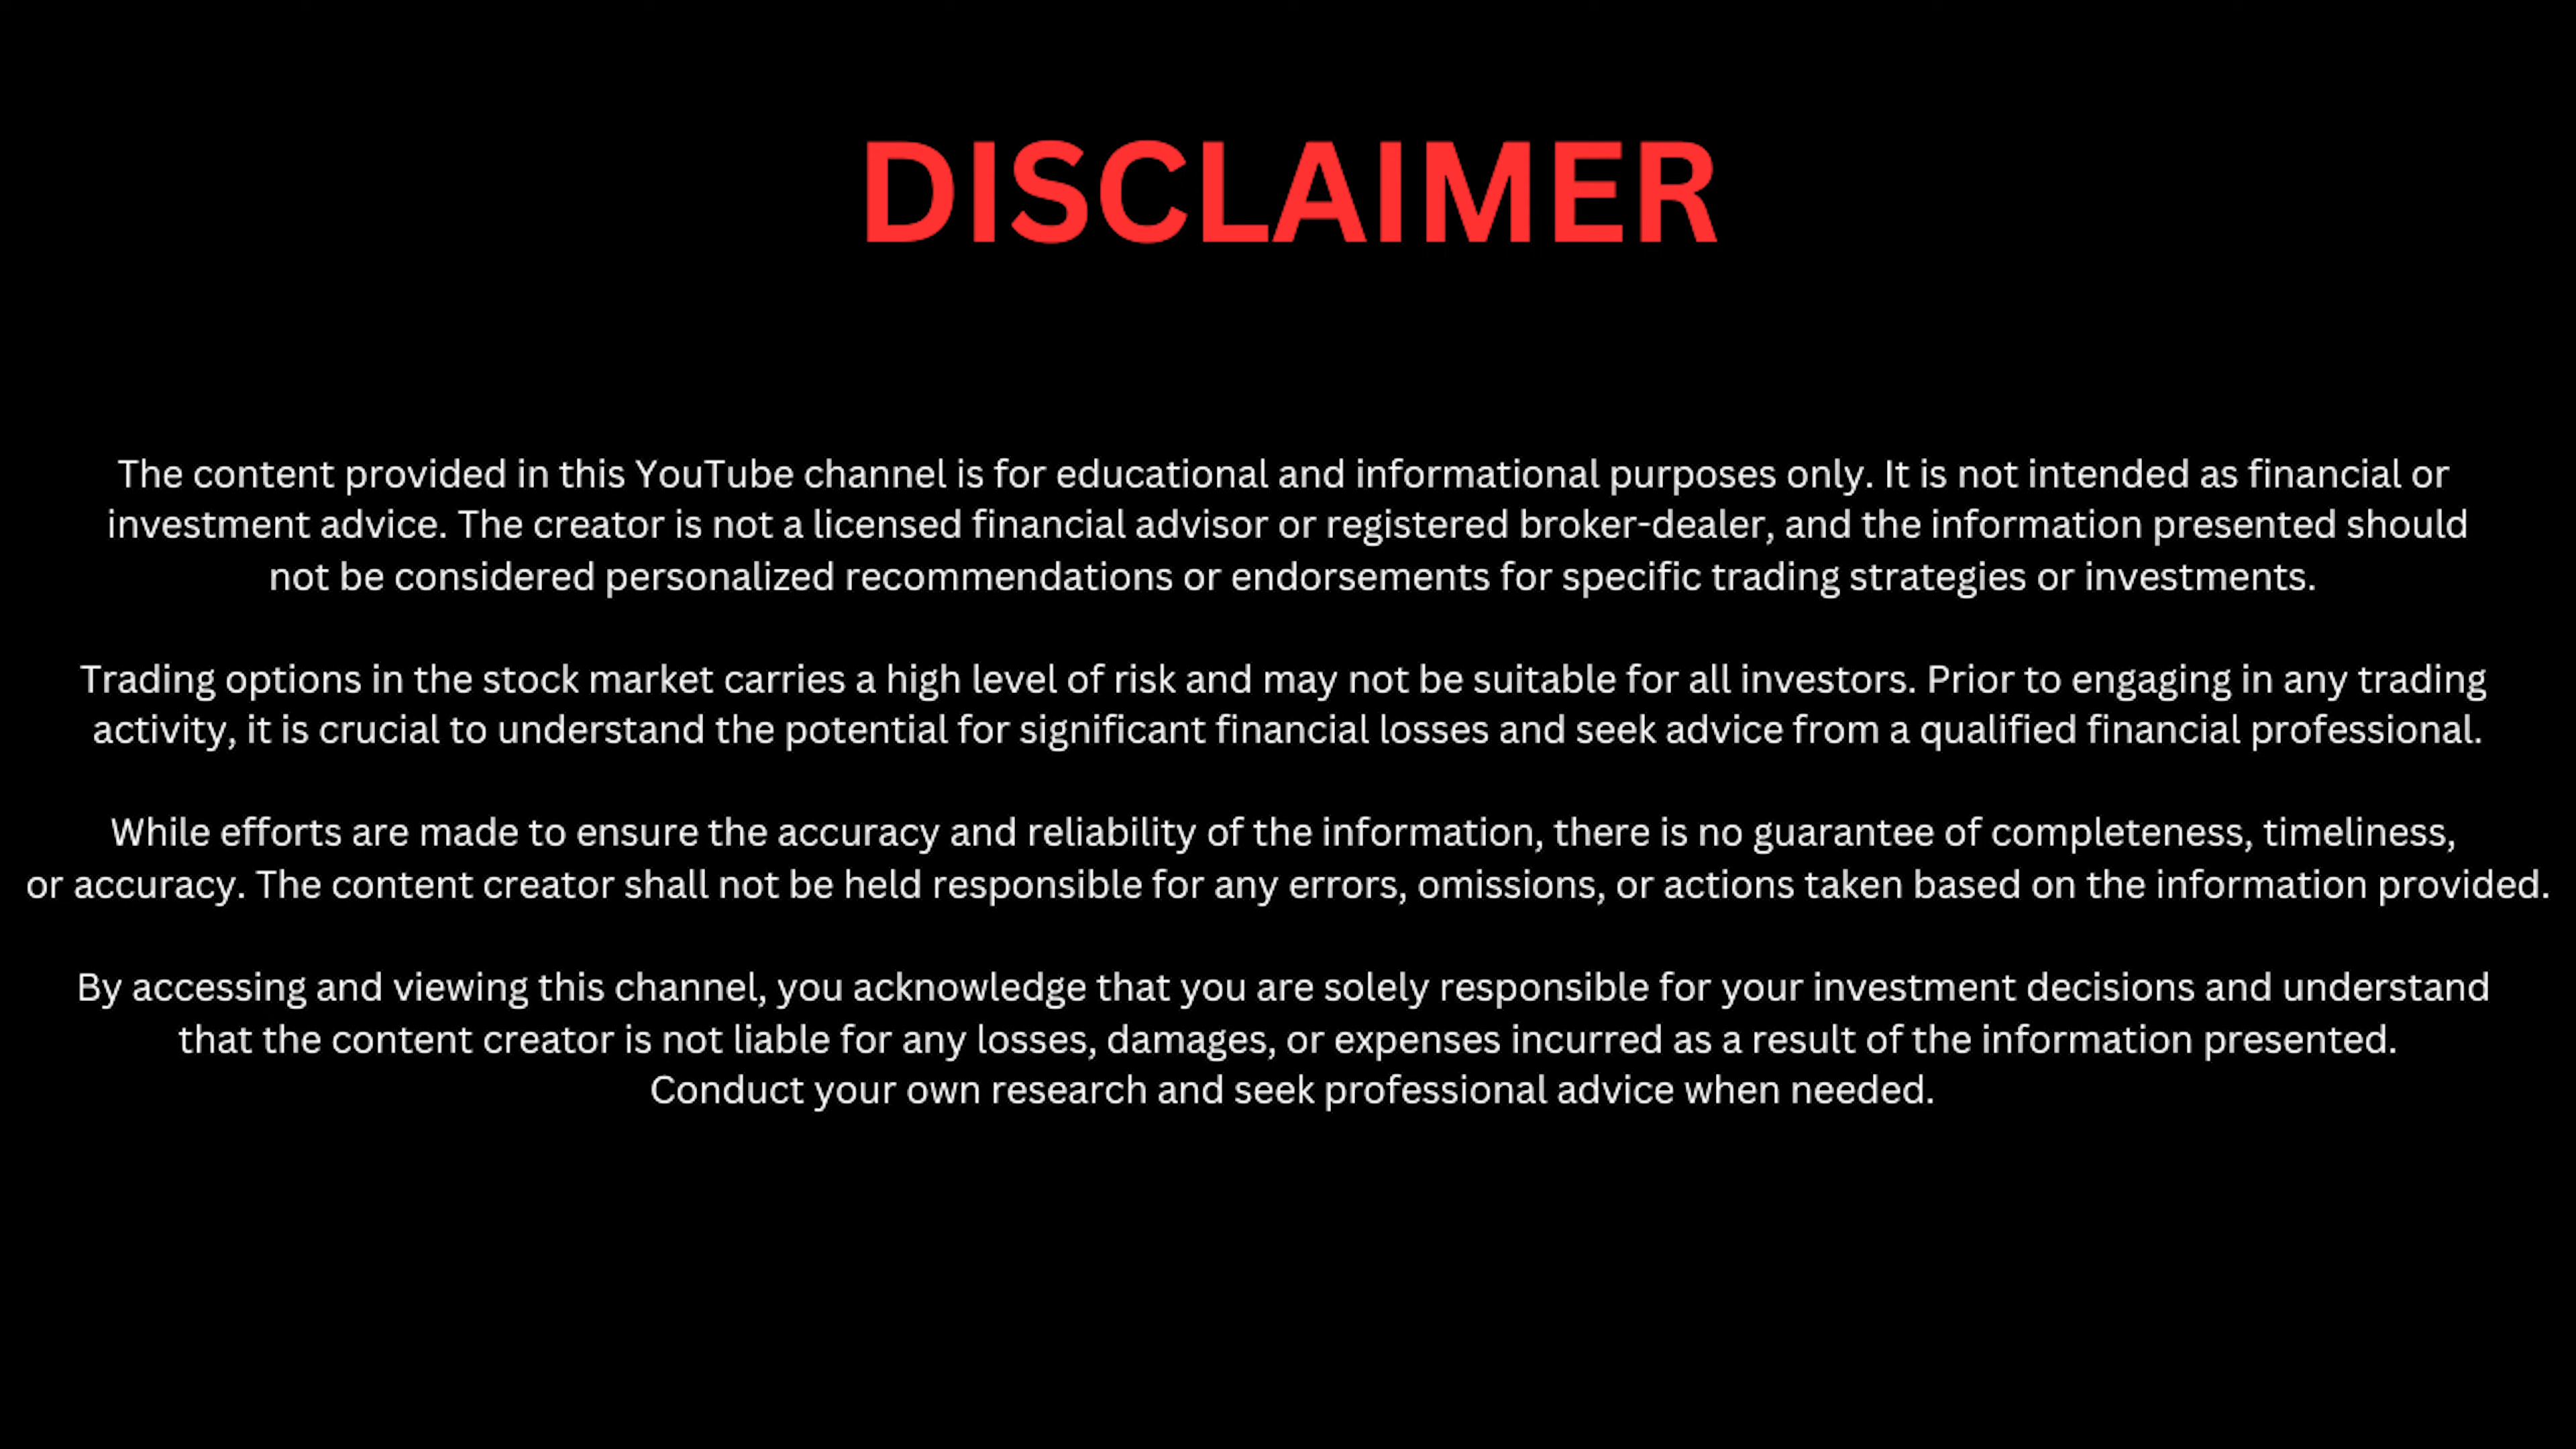 DISCLAIMER
The content provided in this YouTube channel is for educational and informational purposes only. It is not intended as financial or
investment advice. The creator is not a licensed financial advisor or registered broker-dealer, and the information presented should
not be considered personalized recommendations or endorsements for specific trading strategies or investments.
Trading options in the stock market carries a high level of risk and may not be suitable for all investors. Prior to engaging in any trading
activity, it is crucial to understand the potential for significant financial losses and seek advice from a qualified financial professional.
While efforts are made to ensure the accuracy and reliability of the information, there is no guarantee of completeness, timeliness,
or accuracy. The content creator shall not be held responsible for any errors, omissions, or actions taken based on the information provided.
By accessing and viewing this channel, you acknowledge that you are solely responsible for your investment decisions and understand
that the content creator is not liable for any losses, damages, or expenses incurred as a result of the information presented.
Conduct your own research and seek professional advice when needed.